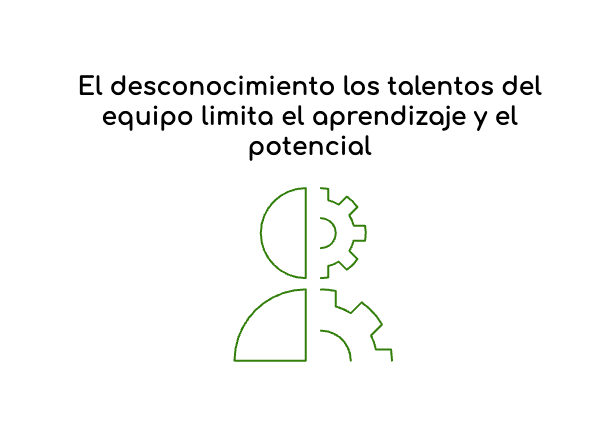 El desconocimiento los talentos del
equipo limita el aprendizaje y el
potencial